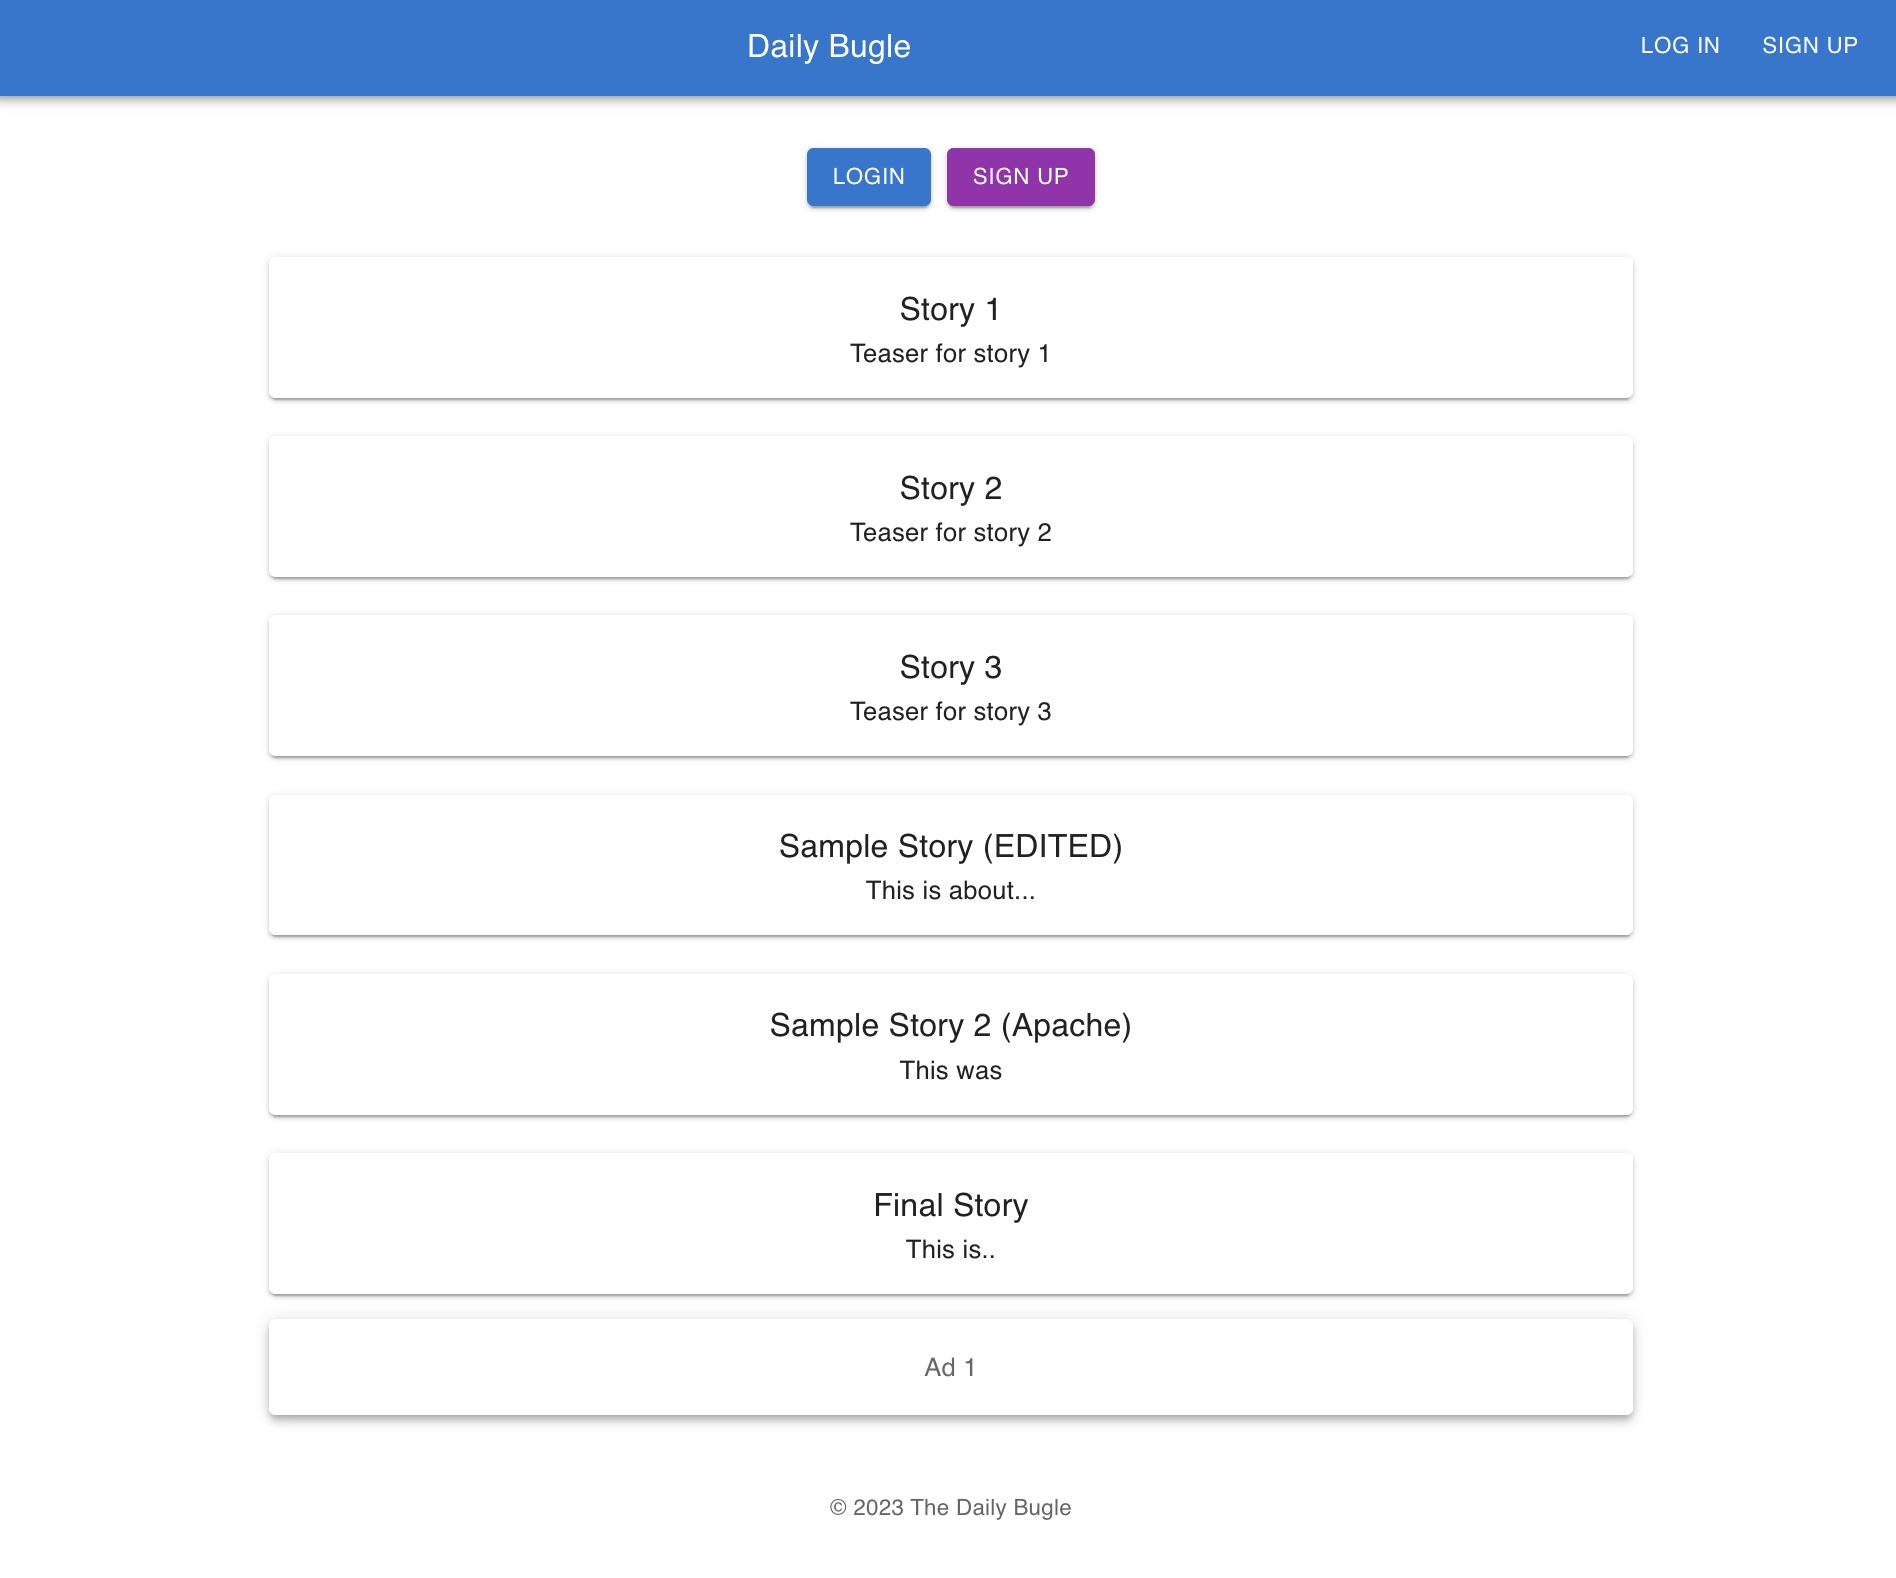 Daily Bugle
LOG IN
SIGN UP
LOGIN
SIGN UP
Story 1
Teaser for story 1
Story 2
Teaser for story 2
Story 3
Teaser for story 3
Sample Story (EDITED)
This is about...
Sample Story 2 (Apache)
This was
Final Story
This is..
Ad 1
© 2023 The Daily Bugle